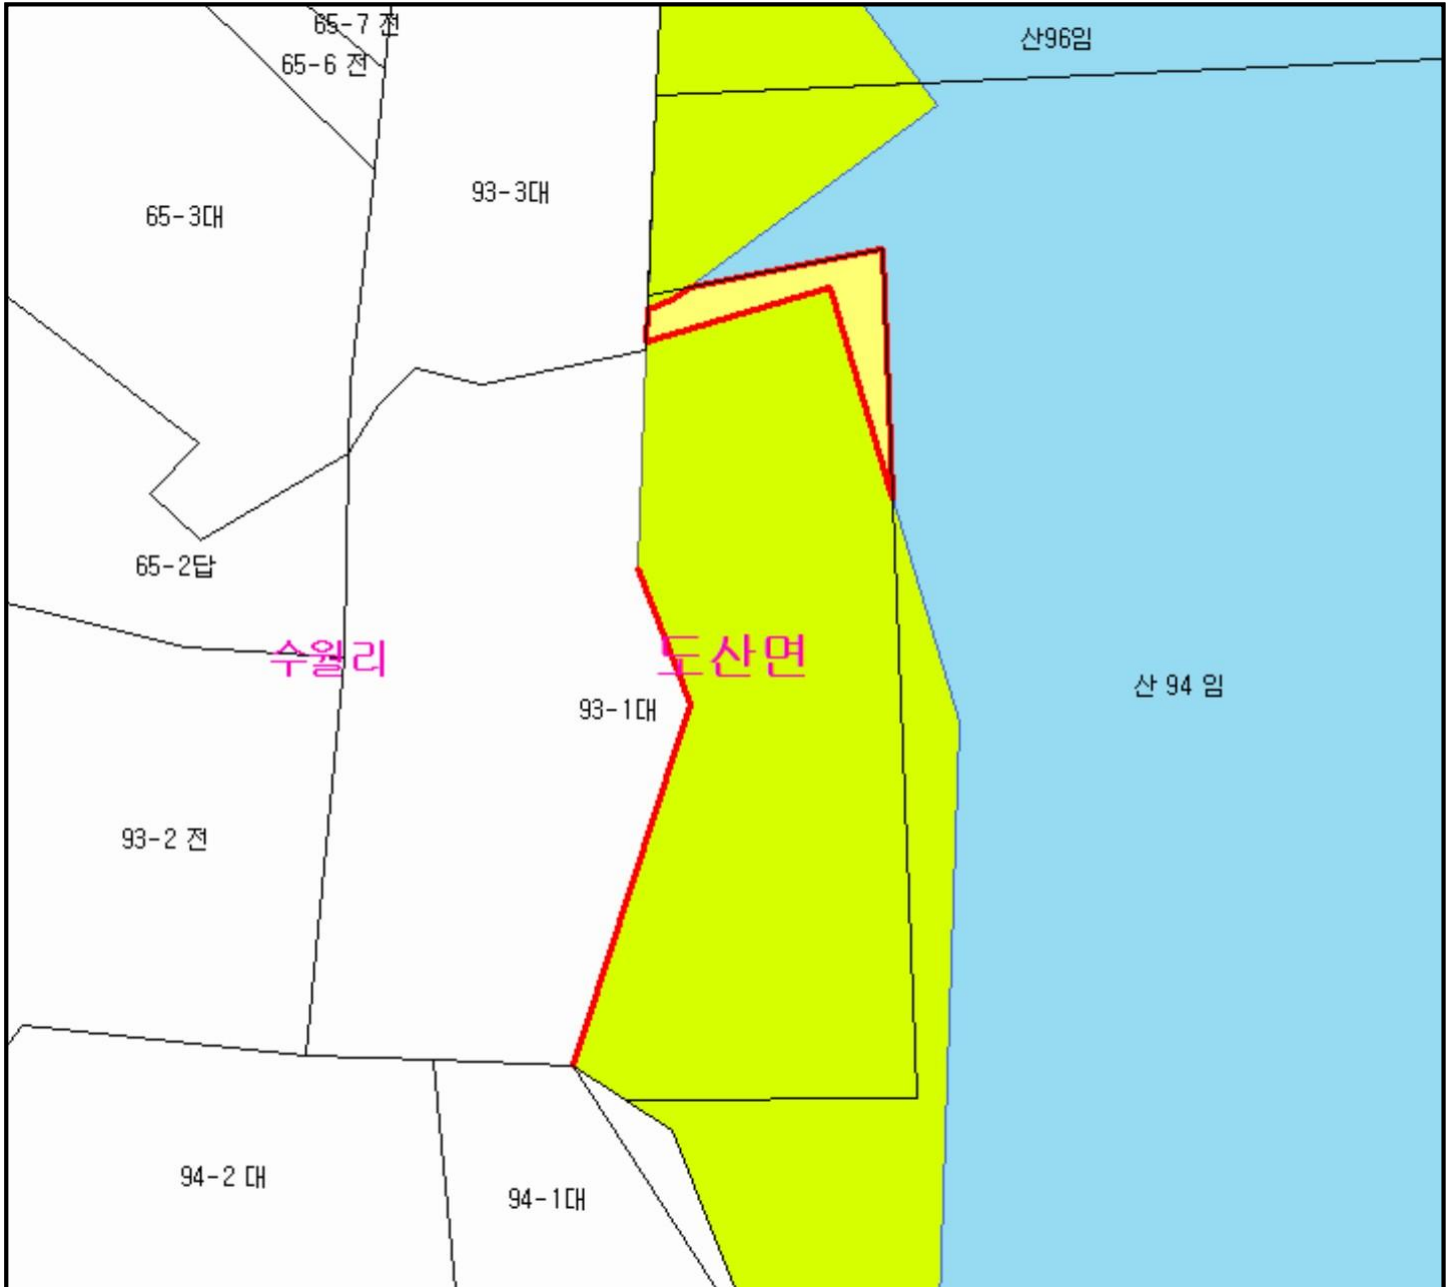 65-7 전
65-6 전
산96임
93-3대
65-3대
65-2답
수월리
도산면
산 94 임
93-1대
93-2 전
94-2 대
94-1대